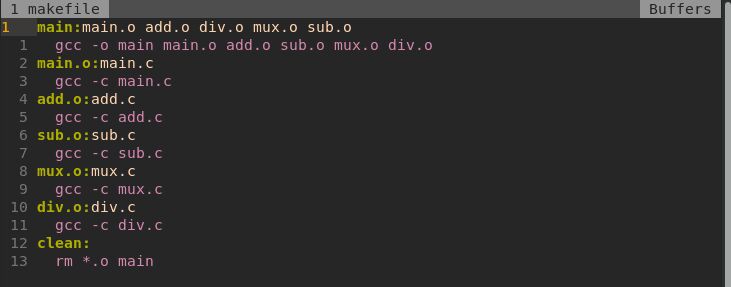 1 makefile Buffers
1 main:main.o add.o div.o mux.o sub.o
1 gcc -o main main.o add.o sub.o mux.o div.o
2 main.o:main.c
3 gcc -c main.c
4 add.o:add.c
5 gcc -c add.c
6 sub.o:sub.c
7 gcc -c sub.c
8 mux.o:mux.c
9 gcc -c mux.c
10 div.o:div.c
11 gcc -c div.c
12 clean:
13 rm *.o main